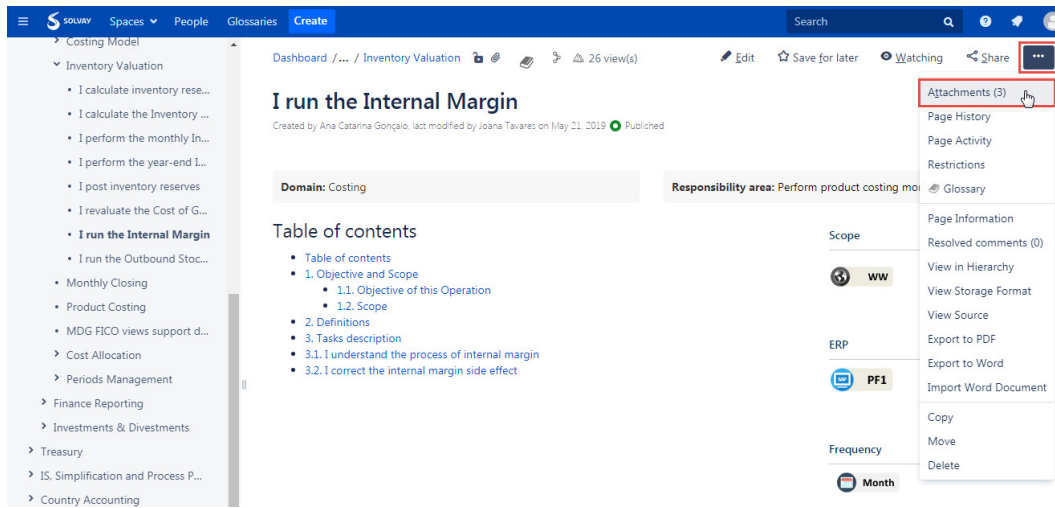 SOLVAY Spaces People Glossaries Create Search
Costing Model
Inventory Valuation
I calculate inventory rese...
I calculate the Inventory ...
I perform the monthly In...
I perform the year-end I...
I post inventory reserves
I revaluate the Cost of G...
I run the Internal Margin
I run the Outbound Stoc...
Monthly Closing
Product Costing
MDG FICO views support d...
Cost Allocation
Periods Management
Finance Reporting
Investments & Divestments
Treasury
IS, Simplification and Process P...
Country Accounting
Dashboard /... / Inventory Valuation 26 view(s) Edit Save for later Watching Share ...
I run the Internal Margin
Created by Ana Catarina Gonçalo, last modified by Joana Tavares on May 21, 2019 Published
Domain: Costing
Responsibility area: Perform product costing mo
Table of contents
• Table of contents
• 1. Objective and Scope
• 1.1. Objective of this Operation
• 1.2. Scope
• 2. Definitions
• 3. Tasks description
• 3.1. I understand the process of internal margin
• 3.2. I correct the internal margin side effect
Scope
WW
ERP
PF1
Frequency
Month
Attachments (3)
Page History
Page Activity
Restrictions
Glossary
Page Information
Resolved comments (0)
View in Hierarchy
View Storage Format
View Source
Export to PDF
Export to Word
Import Word Document
Copy
Move
Delete